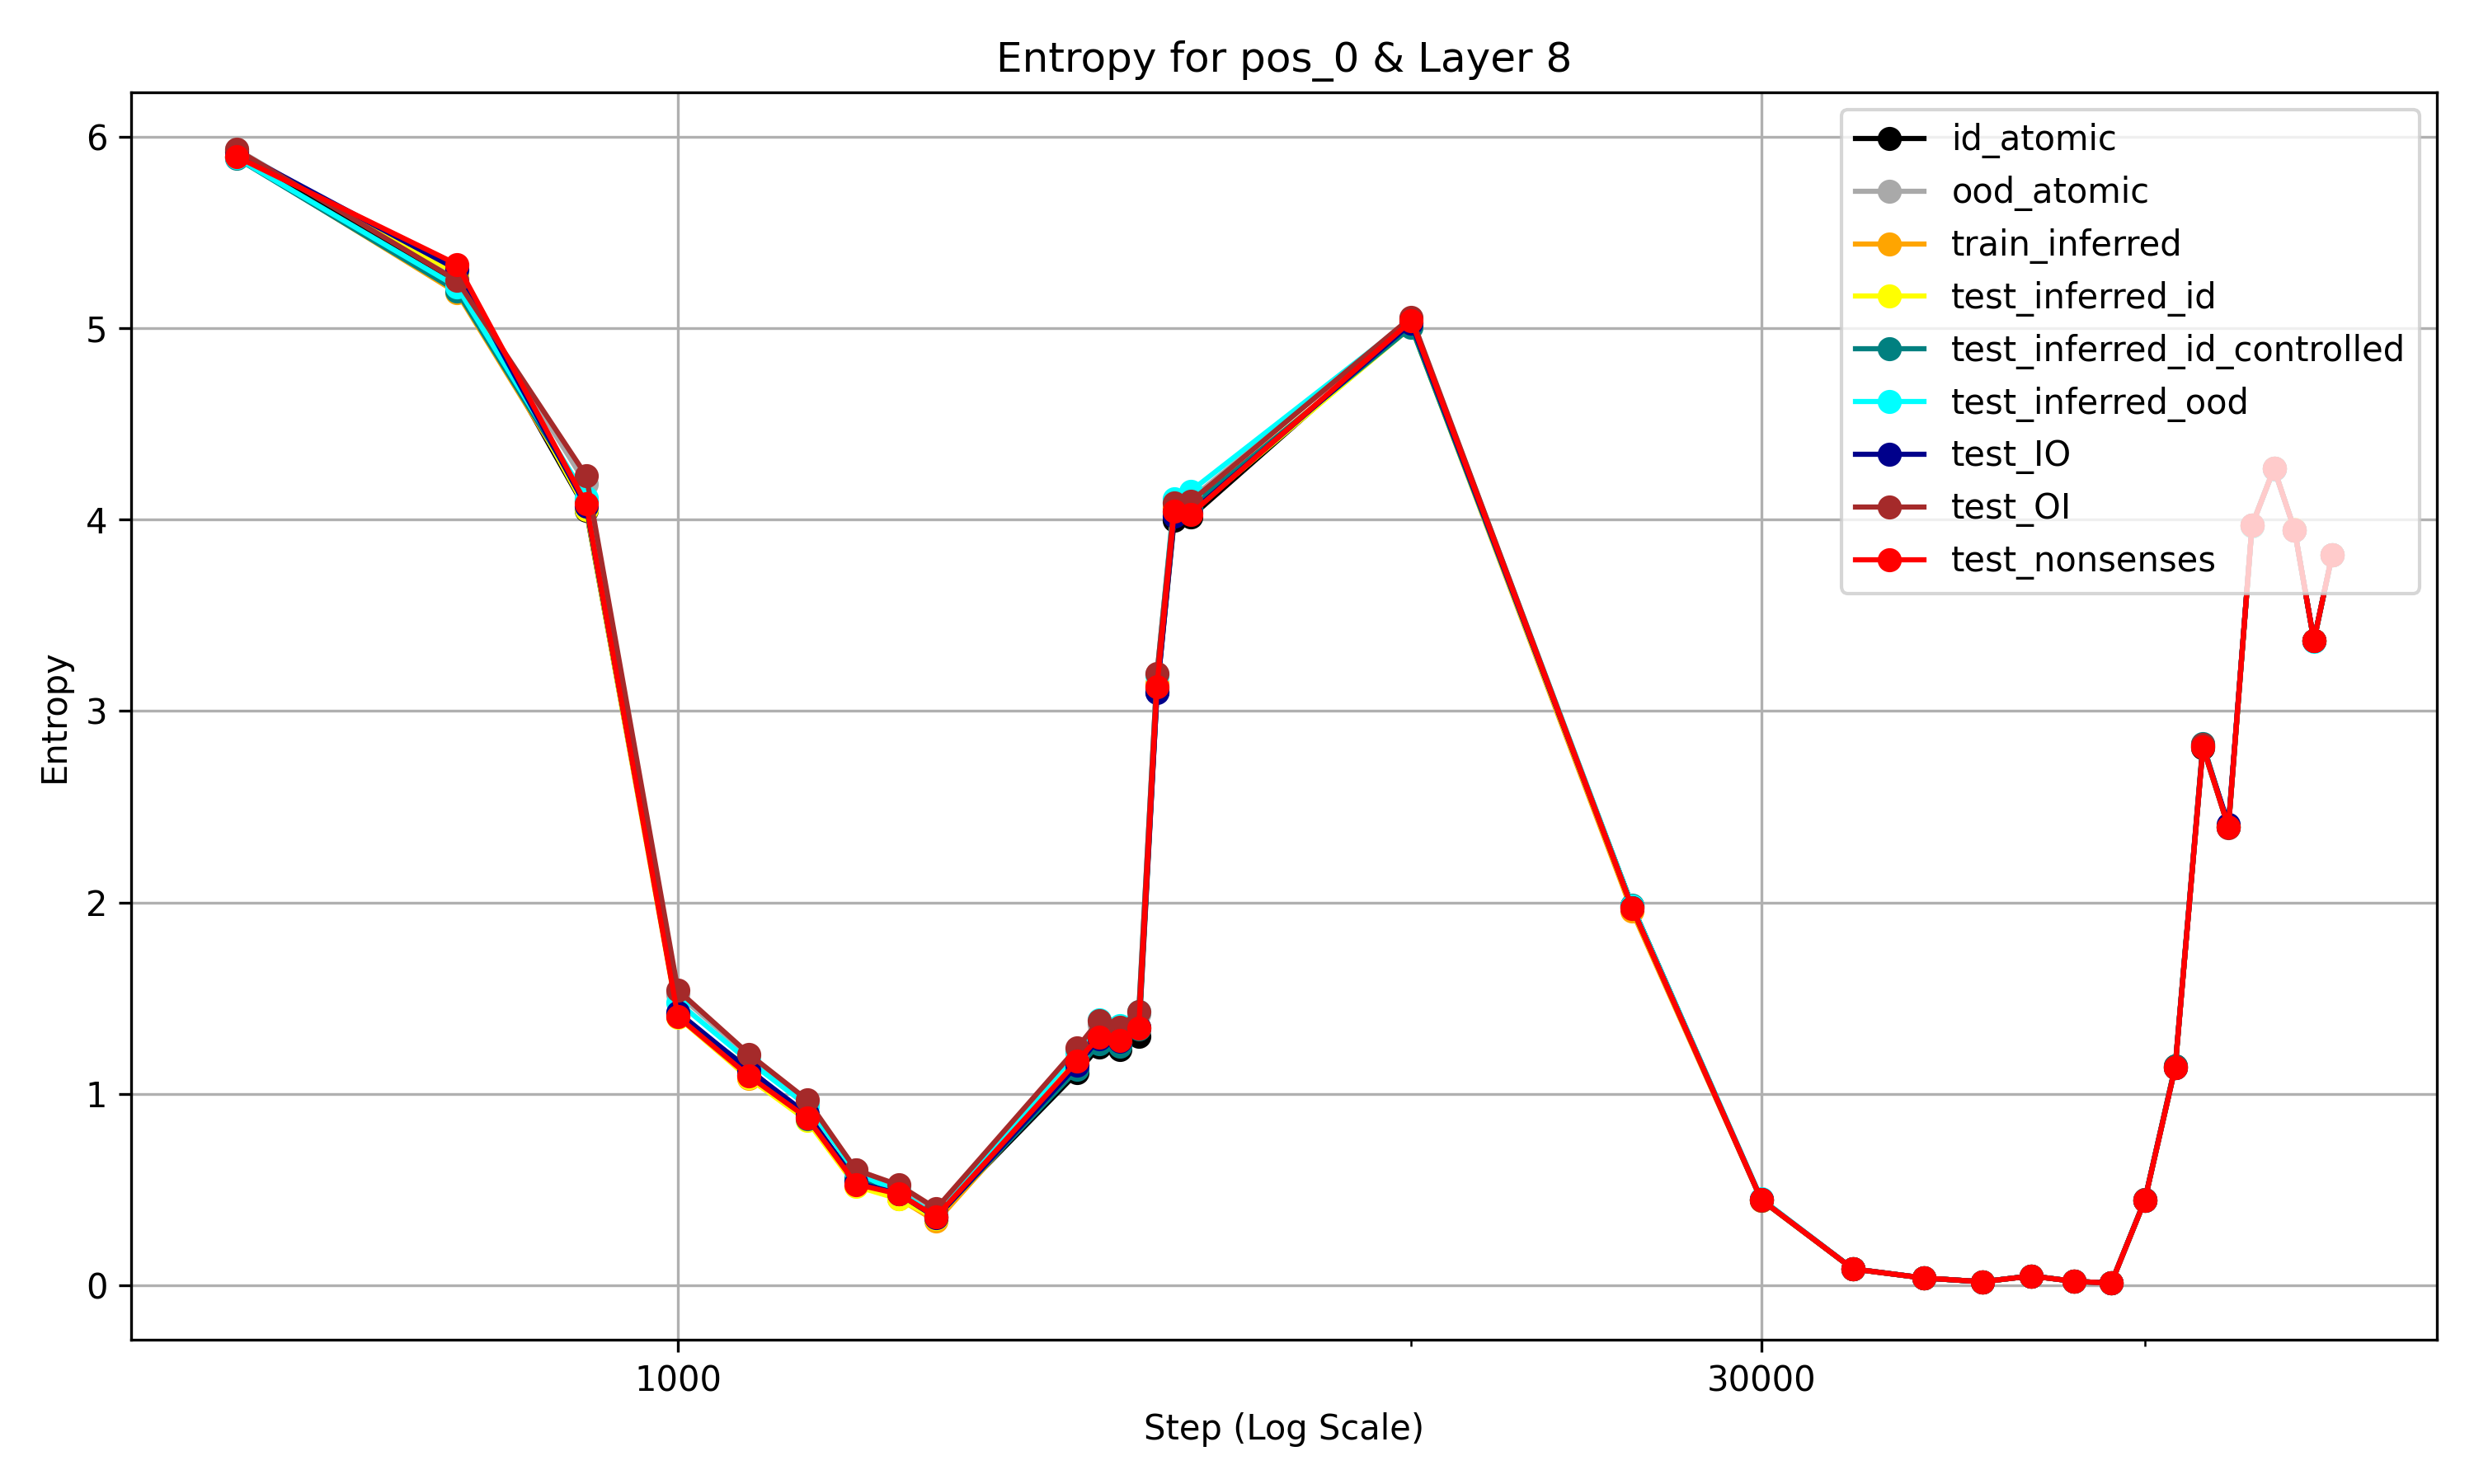 Entropy for pos_0 & Layer 8
6
5
4
3
2
1
0
Entropy
id_atomic
ood_atomic
train_inferred
test_inferred_id
test_inferred_id_controlled
test_inferred_ood
test_IO
test_OI
test_nonsenses
1000
30000
Step (Log Scale)